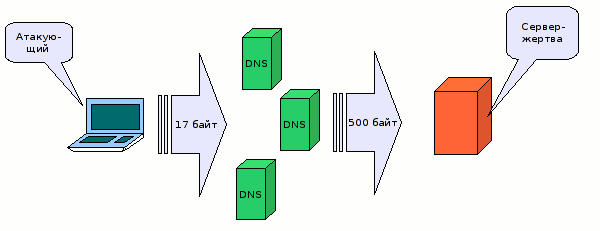 Атакую-
щий
17 байт
DNS
DNS
DNS
500 байт
Сервер-
жертва